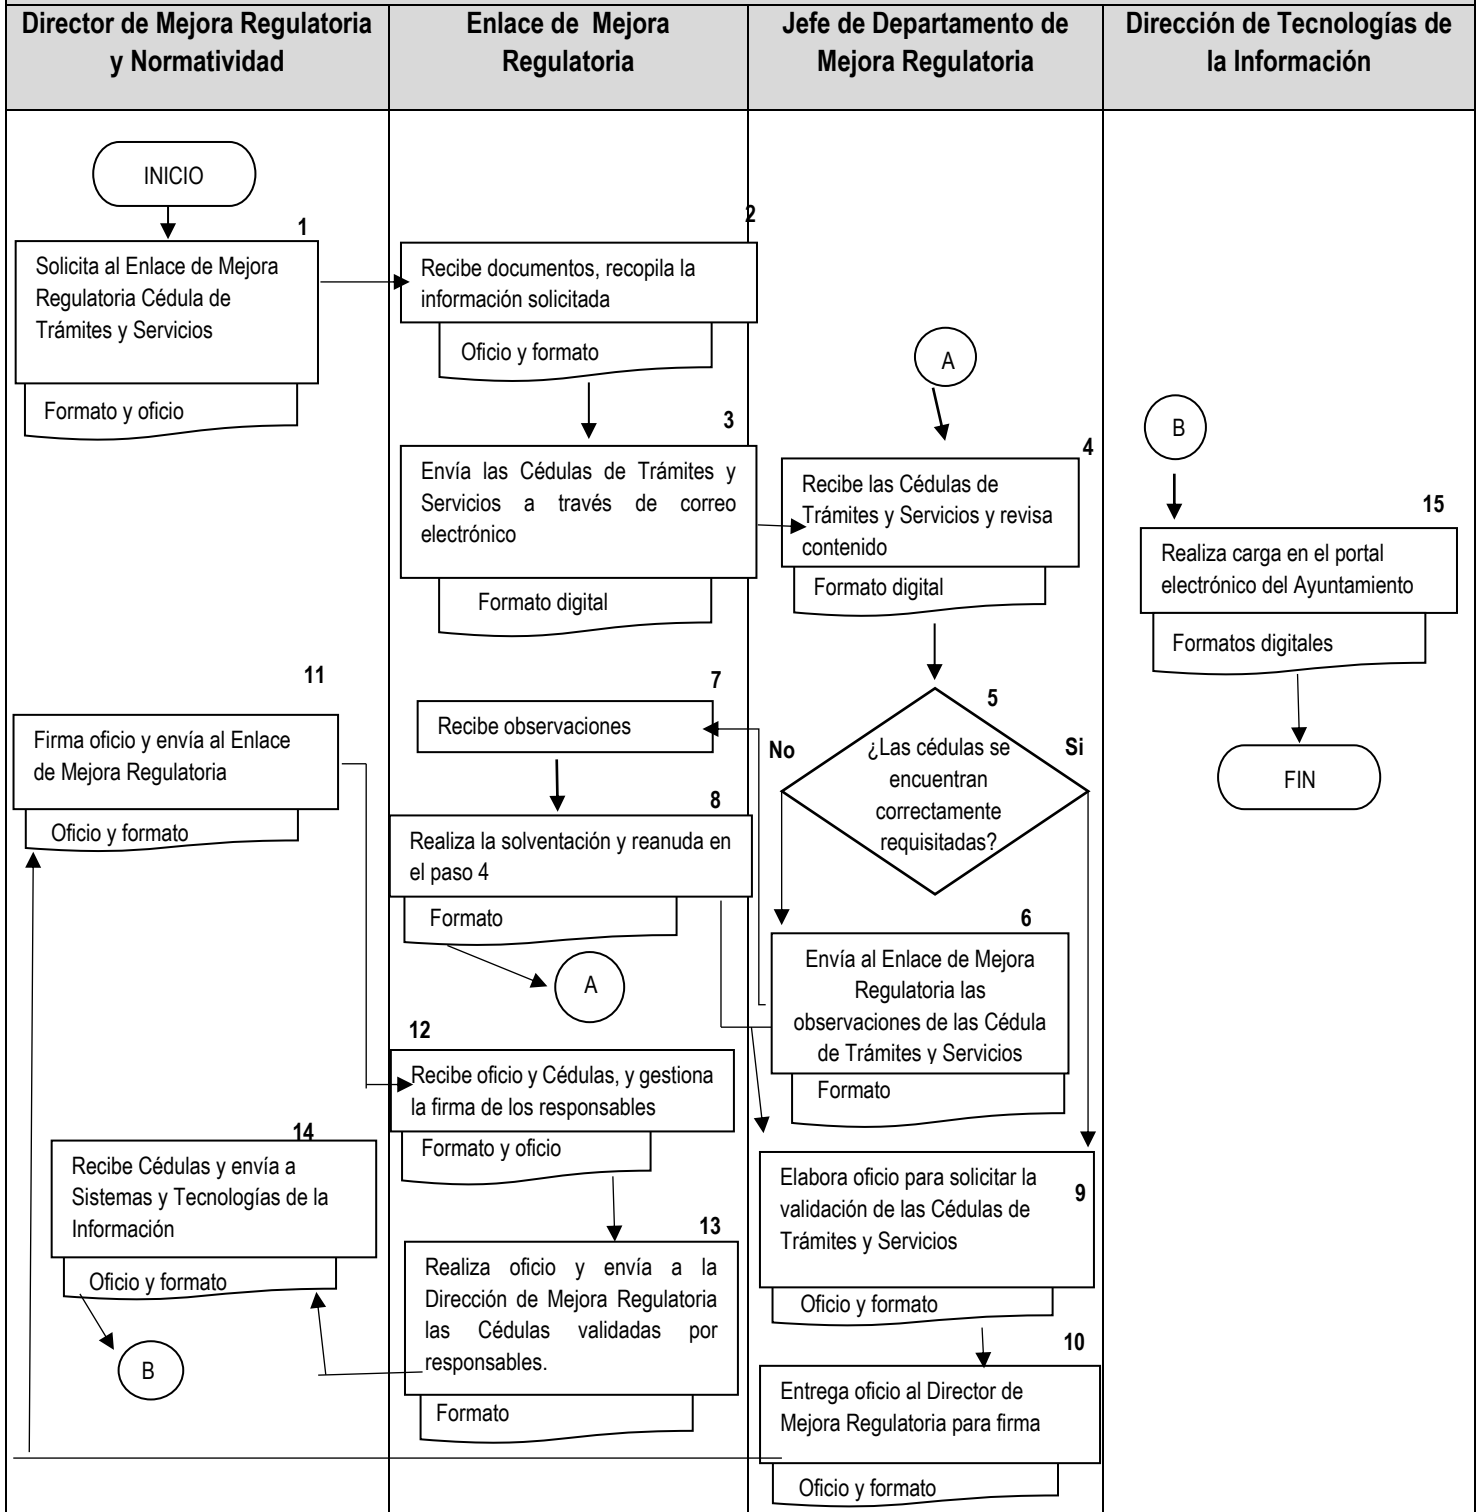 Director de Mejora Regulatoria
y Normatividad
Enlace de Mejora
Regulatoria
Jefe de Departamento de
Mejora Regulatoria
Dirección de Tecnologías de
la Información
INICIO
1
Solicita al Enlace de Mejora
Regulatoria Cédula de
Trámites y Servicios
Formato y oficio
2
Recibe documentos, recopila la
información solicitada
Oficio y formato
3
Envía las Cédulas de Trámites y
Servicios a través de correo
electrónico
Formato digital
A
4
Recibe las Cédulas de
Trámites y Servicios y revisa
contenido
Formato digital
B
15
Realiza carga en el portal
electrónico del Ayuntamiento
Formatos digitales
FIN
5
¿Las cédulas se
encuentran
correctamente
requisitadas?
No
Si
6
Envía al Enlace de Mejora
Regulatoria las
observaciones de las Cédula
de Trámites y Servicios
Formato
7
Recibe observaciones
8
Realiza la solventación y reanuda en
el paso 4
Formato
A
9
Elabora oficio para solicitar la
validación de las Cédulas de
Trámites y Servicios
Oficio y formato
10
Entrega oficio al Director de
Mejora Regulatoria para firma
Oficio y formato
11
Firma oficio y envía al Enlace
de Mejora Regulatoria
Oficio y formato
12
Recibe oficio y Cédulas, y gestiona
la firma de los responsables
Formato y oficio
13
Realiza oficio y envía a la
Dirección de Mejora Regulatoria
las Cédulas validadas por
responsables.
Formato
14
Recibe Cédulas y envía a
Sistemas y Tecnologías de la
Información
Oficio y formato
B